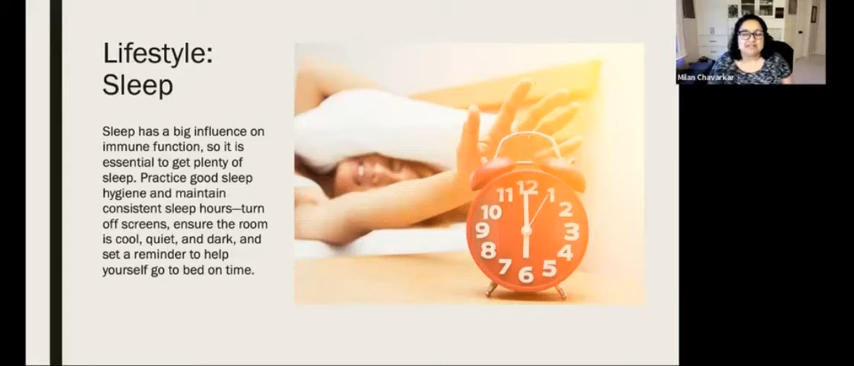 Lifestyle:
Sleep
Sleep has a big influence on
immune function, so it is
essential to get plenty of
sleep. Practice good sleep
hygiene and maintain
consistent sleep hours—turn
off screens, ensure the room
is cool, quiet, and dark, and
set a reminder to help
yourself go to bed on time.
12
11 1
10 2
9 3
8 4
7 5
6
Milan Chavarkar